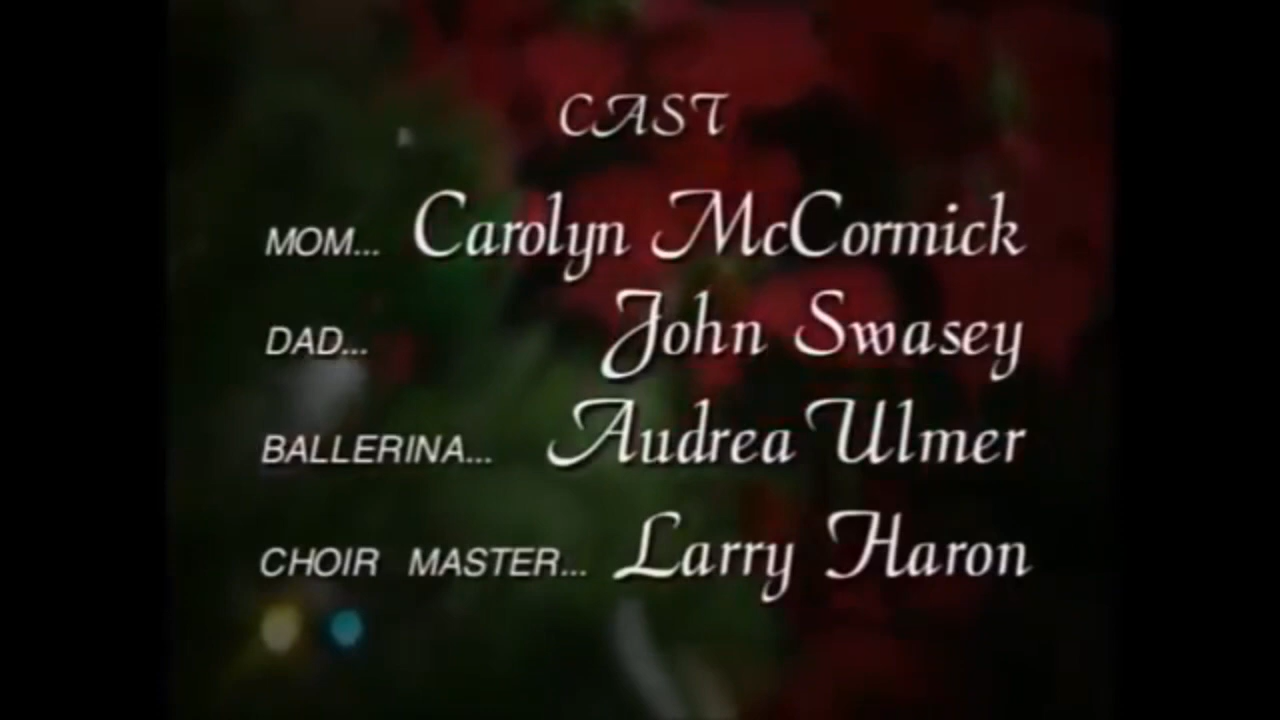 CAST
MOM... Carolyn McCormick
DAD... John Swasey
BALLERINA... Audrea Ulmer
CHOIR MASTER... Larry Haron